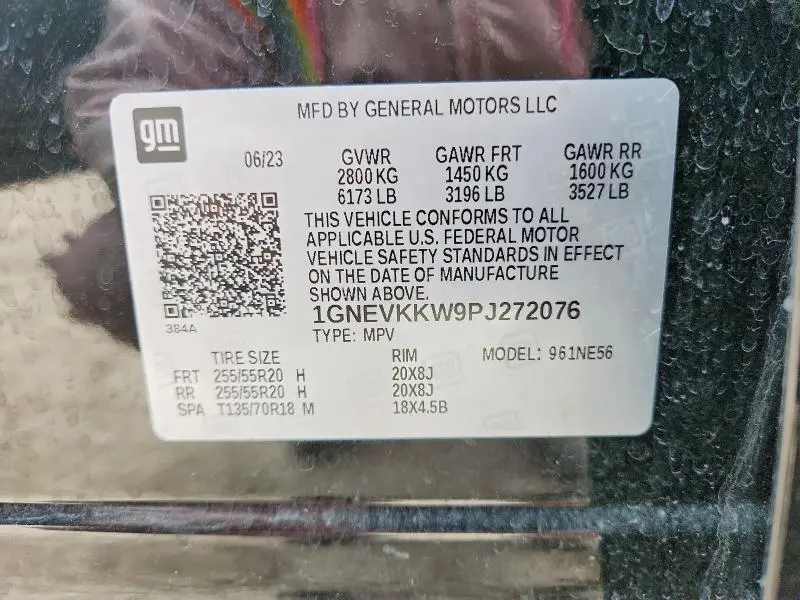 MFD BY GENERAL MOTORS LLC
gm
06/23 GVWR GAWR FRT GAWR RR
2800 KG 1450 KG 1600 KG
6173 LB 3196 LB 3527 LB
THIS VEHICLE CONFORMS TO ALL
APPLICABLE U.S. FEDERAL MOTOR
VEHICLE SAFETY STANDARDS IN EFFECT
ON THE DATE OF MANUFACTURE
SHOWN ABOVE.
1GNEVKKW9PJ272076
384A
TYPE: MPV
TIRE SIZE RIM MODEL: 961NE56
FRT 255/55R20 H 20X8J
RR 255/55R20 H 20X8J
SPA T135/70R18 M 18X4.5B